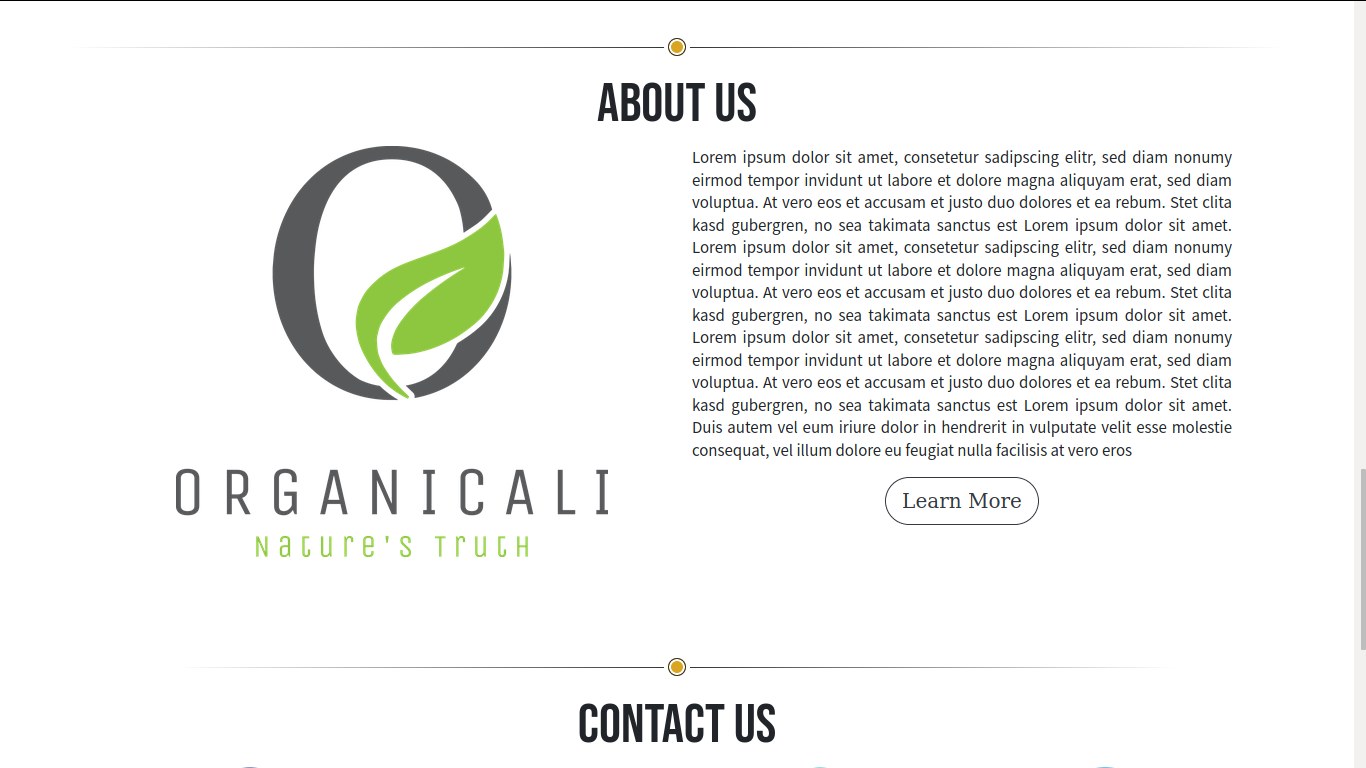 ABOUT US
Lorem ipsum dolor sit amet, consetetur sadipscing elitr, sed diam nonumy
eirmod tempor invidunt ut labore et dolore magna aliquyam erat, sed diam
voluptua. At vero eos et accusam et justo duo dolores et ea rebum. Stet clita
kasd gubergren, no sea takimata sanctus est Lorem ipsum dolor sit amet.
Lorem ipsum dolor sit amet, consetetur sadipscing elitr, sed diam nonumy
eirmod tempor invidunt ut labore et dolore magna aliquyam erat, sed diam
voluptua. At vero eos et accusam et justo duo dolores et ea rebum. Stet clita
kasd gubergren, no sea takimata sanctus est Lorem ipsum dolor sit amet.
Lorem ipsum dolor sit amet, consetetur sadipscing elitr, sed diam nonumy
eirmod tempor invidunt ut labore et dolore magna aliquyam erat, sed diam
voluptua. At vero eos et accusam et justo duo dolores et ea rebum. Stet clita
kasd gubergren, no sea takimata sanctus est Lorem ipsum dolor sit amet.
Duis autem vel eum iriure dolor in hendrerit in vulputate velit esse molestie
consequat, vel illum dolore eu feugiat nulla facilisis at vero eros
Learn More
ORGANICALI
Nature's Truth
CONTACT US